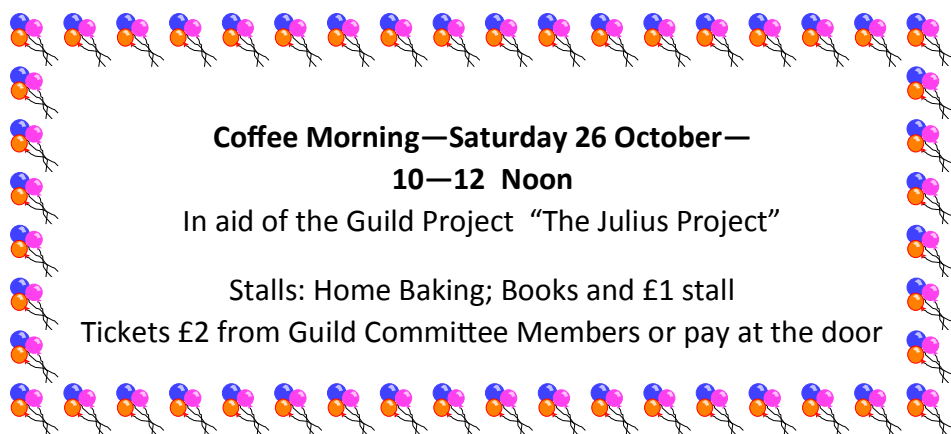 Coffee Morning—Saturday 26 October—
10—12 Noon
In aid of the Guild Project “The Julius Project”
Stalls: Home Baking; Books and £1 stall
Tickets £2 from Guild Committee Members or pay at the door